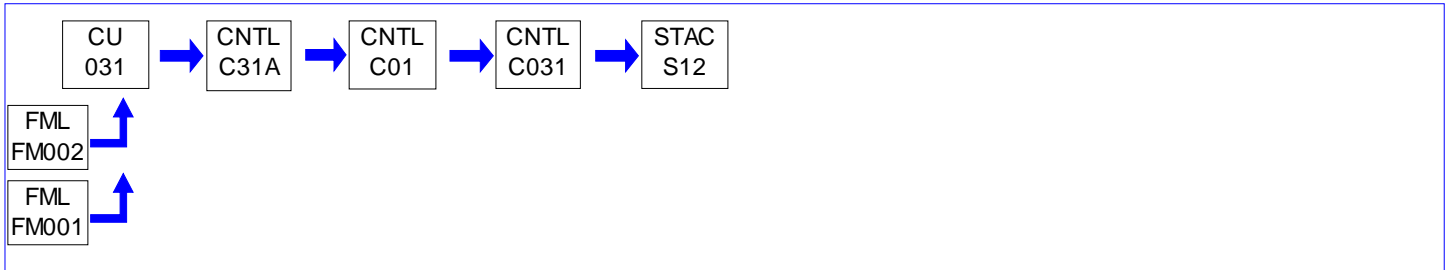 CU
031
CNTL
C31A
CNTL
C01
CNTL
C031
STAC
S12
FML
FM002
FML
FM001